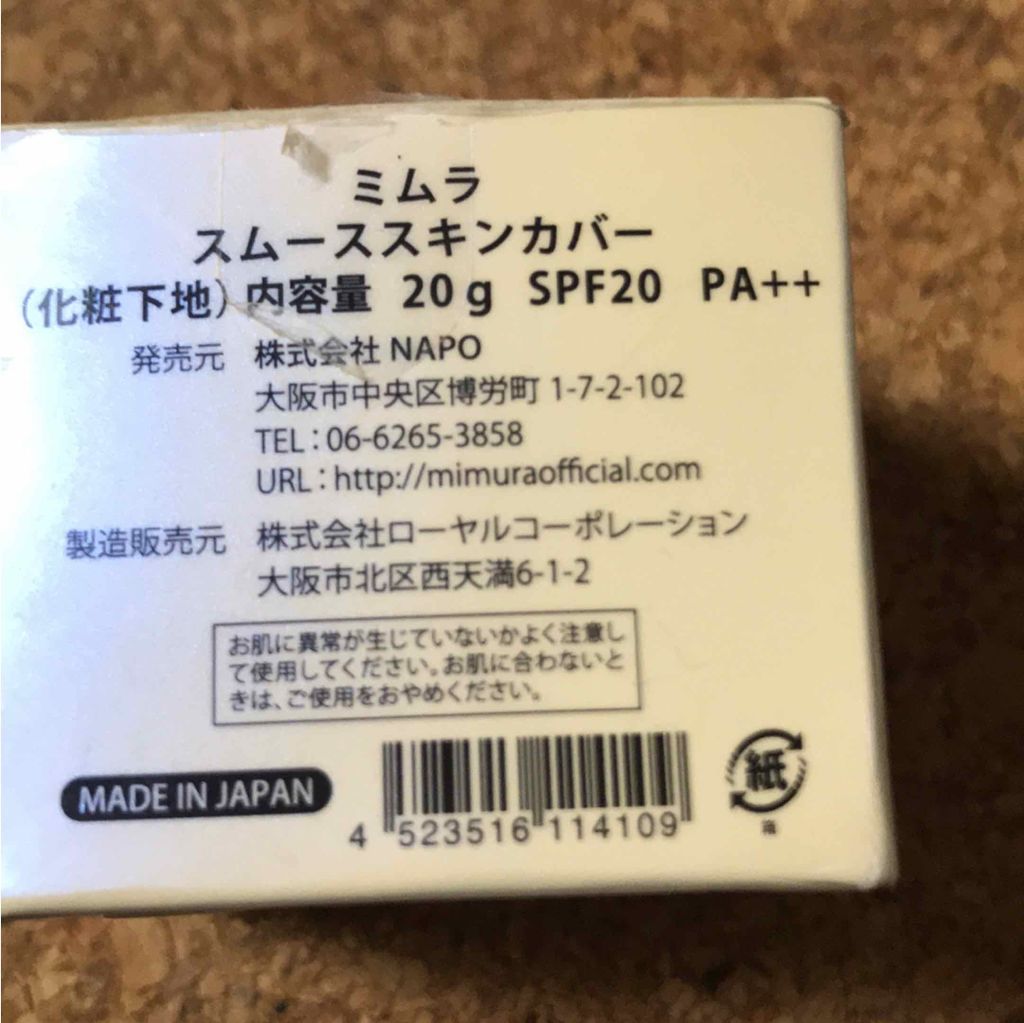 ミムラ
スムーススキンカバー
（化粧下地）内容量 20g SPF20 PA++
発売元 株式会社 NAPO
大阪市中央区博労町 1-7-2-102
TEL：06-6265-3858
URL：http://mimuraofficial.com
製造販売元 株式会社ローヤルコーポレーション
大阪市北区西天満6-1-2
お肌に異常が生じていないかよく注意し
て使用してください。お肌に合わないと
きは、ご使用をおやめください。
MADE IN JAPAN
4 523516 114109
紙